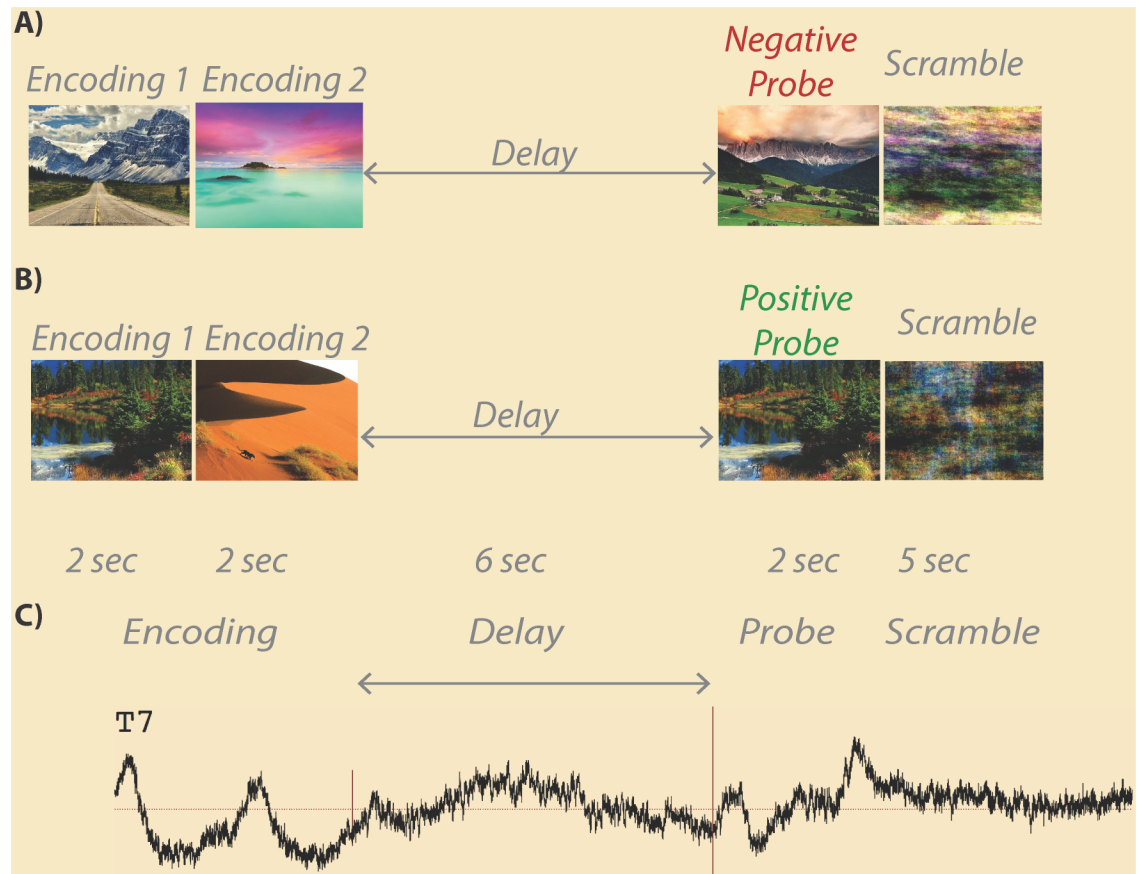 A)
Encoding 1 Encoding 2
Negative
Probe
Scramble
Delay
B)
Encoding 1 Encoding 2
Positive
Probe
Scramble
Delay
2 sec 2 sec 6 sec 2 sec 5 sec
C)
Encoding Delay Probe Scramble
T7